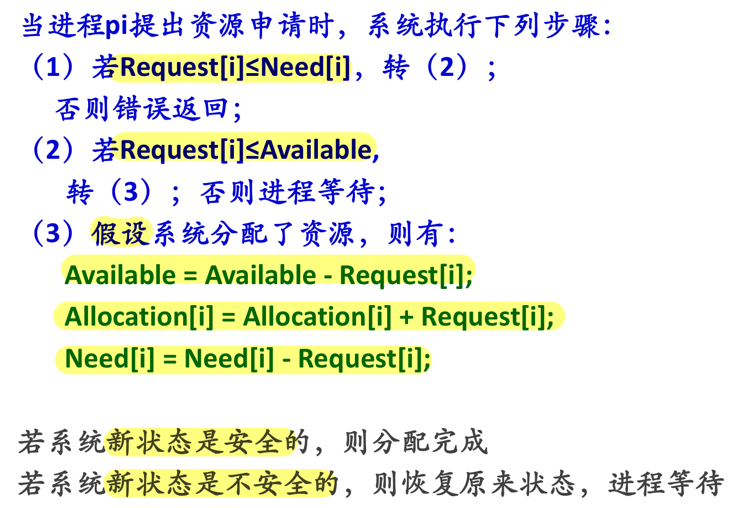 当进程pi提出资源申请时，系统执行下列步骤：
（1）若Request[i]≤Need[i]，转（2）；
否则错误返回；
（2）若Request[i]≤Available,
转（3）；否则进程等待；
（3）假设系统分配了资源，则有：
Available = Available - Request[i];
Allocation[i] = Allocation[i] + Request[i];
Need[i] = Need[i] - Request[i];
若系统新状态是安全的，则分配完成
若系统新状态是不安全的，则恢复原来状态，进程等待